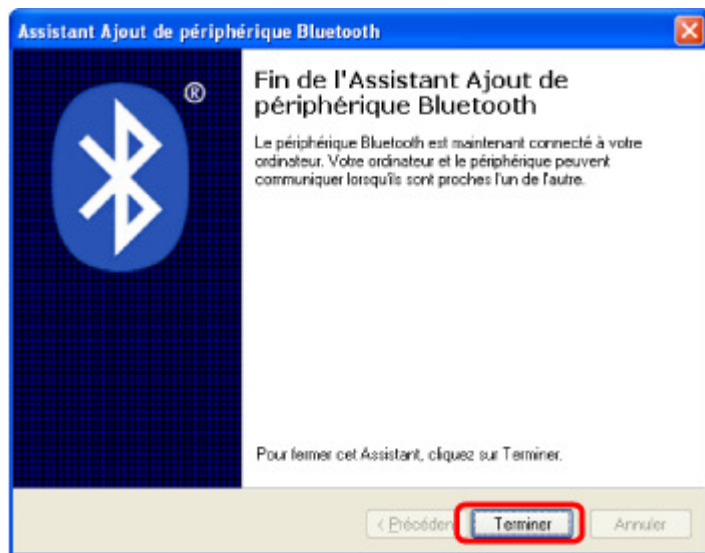 Assistant Ajout de périphérique Bluetooth
®
Fin de l'Assistant Ajout de
périphérique Bluetooth
Le périphérique Bluetooth est maintenant connecté à votre
ordinateur. Votre ordinateur et le périphérique peuvent
communiquer lorsqu'ils sont proches l'un de l'autre.
Pour fermer cet Assistant, cliquez sur Terminer.
< Précéden Terminer Annuler